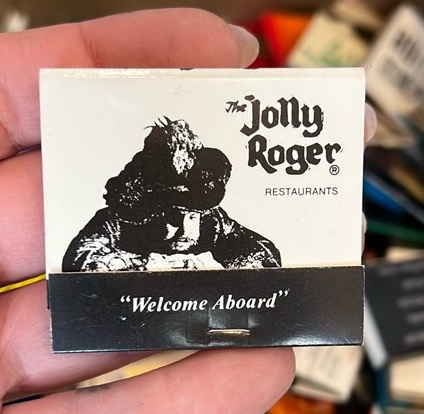 The Jolly
Roger®
RESTAURANTS
"Welcome Aboard"